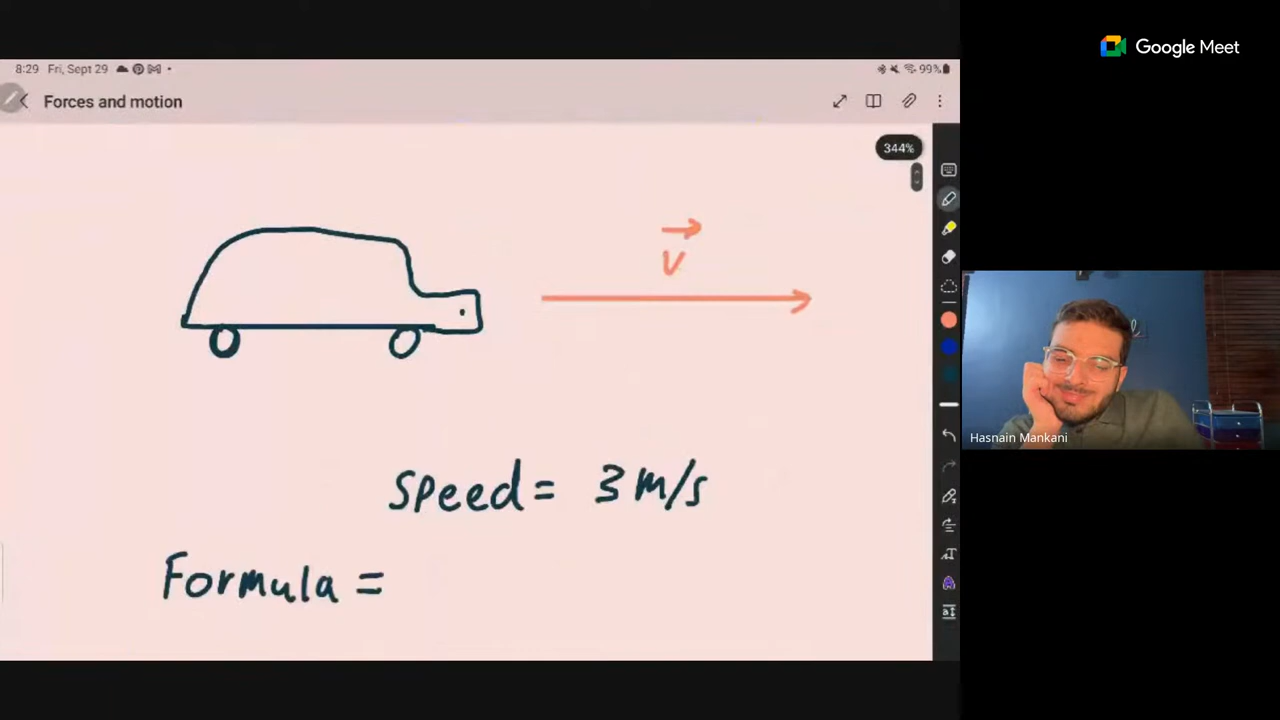 Google Meet
8:29 Fri, Sept 29
99%
Forces and motion
344%
v
Speed = 3 m/s
Formula =
Hasnain Mankani